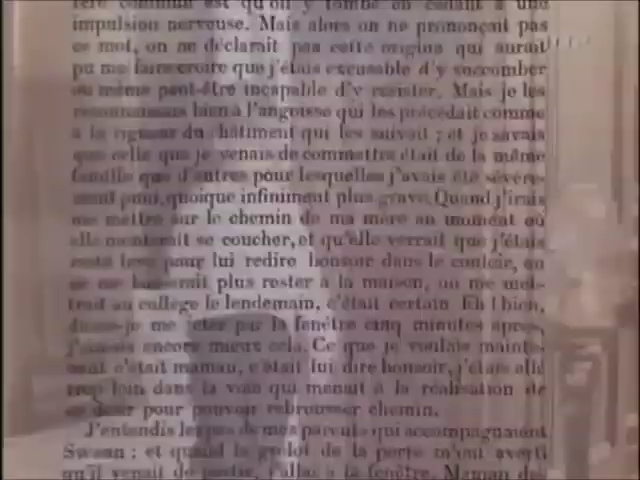 tère commun est qu'on y tombe en cédant à une
impulsion nerveuse. Mais alors on ne prononçait pas
ce mot, on ne déclarait pas cette origine qui aurait
pu me faire croire que j'étais excusable d'y succomber
ou même peut-être incapable d'y résister. Mais je les
reconnaissais bien à l'angoisse qui les précédait comme
à la rigueur du châtiment qui les suivait ; et je savais
que celle que je venais de commettre était de la même
famille que d'autres pour lesquelles j'avais été sévère-
ment puni, quoique infiniment plus grave. Quand j'irais
me mettre sur le chemin de ma mère au moment où
elle monterait se coucher, et qu'elle verrait que j'étais
resté levé pour lui redire bonsoir dans le couloir, on
ne me laisserait plus rester à la maison, on me met-
trait au collège le lendemain, c'était certain. Eh ! bien,
dussé-je me jeter par la fenêtre cinq minutes après,
j'aimais encore mieux cela. Ce que je voulais mainte-
nant c'était maman, c'était lui dire bonsoir, j'étais allé
trop loin dans la voie qui menait à la réalisation de
ce désir pour pouvoir rebrousser chemin.
J'entendis les pas de mes parents qui accompagnaient
Swann ; et quand le grelot de la porte m'eut averti
qu'il venait de partir, j'allai à la fenêtre. Maman de-